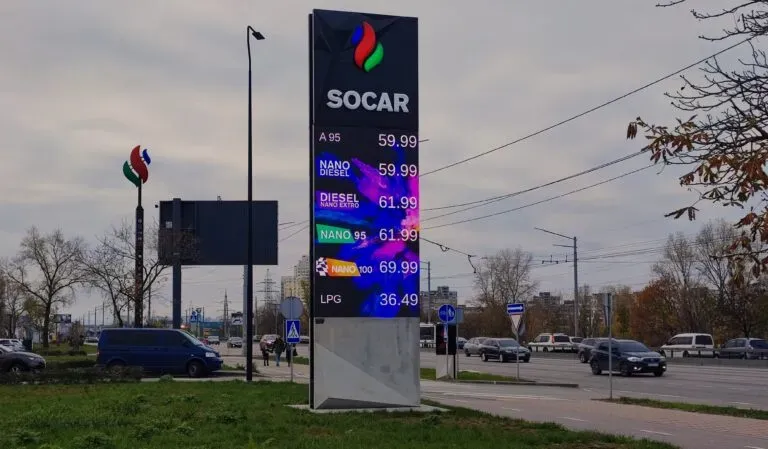 SOCAR
A 95 59.99
NANO
DIESEL 59.99
DIESEL
NANO EXTRO 61.99
NANO 95 61.99
NANO 100 69.99
LPG 36.49